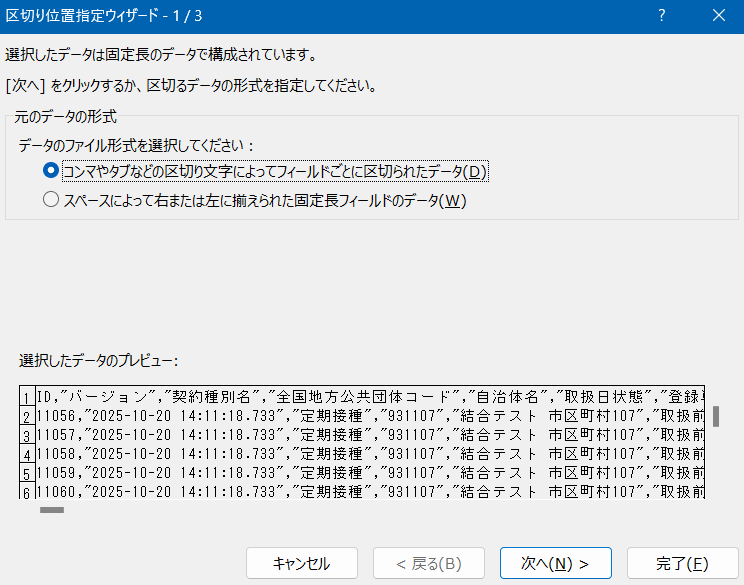 区切り位置指定ウィザード - 1 / 3
選択したデータは固定長のデータで構成されています。
[次へ] をクリックするか、区切るデータの形式を指定してください。
元のデータの形式
データのファイル形式を選択してください：
コンマやタブなどの区切り文字によってフィールドごとに区切られたデータ(D)
スペースによって右または左に揃えられた固定長フィールドのデータ(W)
選択したデータのプレビュー:
1 ID,"バージョン","契約種別名","全国地方公共団体コード","自治体名","取扱日状態","登録
2 11056,"2025-10-20 14:11:18.733","定期接種","931107","結合テスト 市区町村107","取扱前
3 11057,"2025-10-20 14:11:18.733","定期接種","931107","結合テスト 市区町村107","取扱前
4 11058,"2025-10-20 14:11:18.733","定期接種","931107","結合テスト 市区町村107","取扱前
5 11059,"2025-10-20 14:11:18.733","定期接種","931107","結合テスト 市区町村107","取扱前
6 11060,"2025-10-20 14:11:18.733","定期接種","931107","結合テスト 市区町村107","取扱前
キャンセル
< 戻る(B)
次へ(N) >
完了(F)